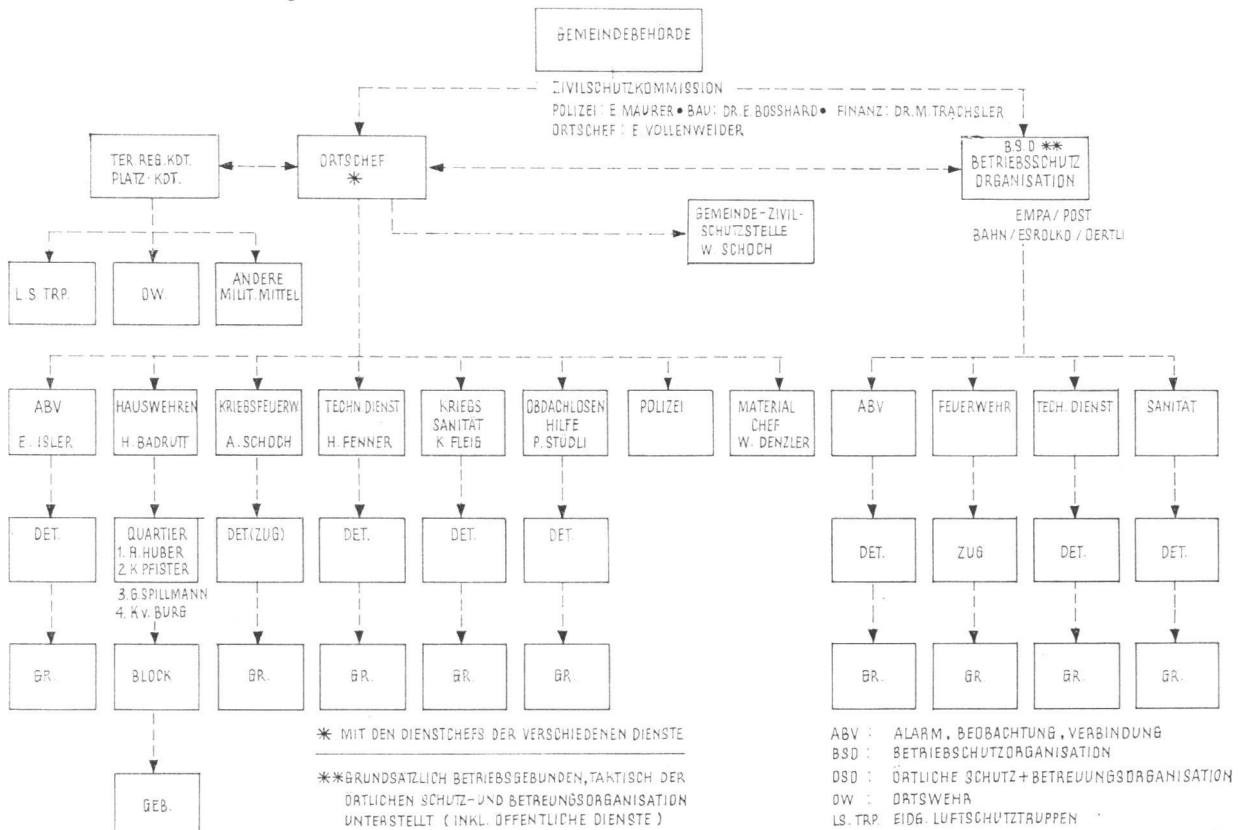 GEMEINDEBEHÖRDE
ZIVILSCHUTZKOMMISSION
POLIZEI: E MAURER • BAU: DR. E. BOSSHARD • FINANZ: DR. M. TRACHSLER
ORTSCHEF: E VOLLENWEIDER
TER. REG. KDT.
PLATZ-KDT.
ORTSCHEF
*
B.S.O **
BETRIEBSSCHUTZ
ORGANISATION
GEMEINDE-ZIVIL-
SCHUTZSTELLE
W. SCHOCH
EMPA / POST
BAHN / ESROLKO / OERTLI
L.S. TRP.
OW.
ANDERE
MILIT. MITTEL
ABV
E. ISLER
HAUSWEHREN
H. BADRUTT
KRIEGSFEUERW
A. SCHOCH
TECHN DIENST
H. FENNER
KRIEGS
SANITÄT
K. FLEIG
OBDACHLOSEN
HILFE
P. STÜDLI
POLIZEI
MATERIAL
CHEF
W. DENZLER
ABV
FEUERWEHR
TECH. DIENST
SANITÄT
DET.
QUARTIER
1. A. HUBER
2. K PFISTER
3. G. SPILLMANN
4. K v. BURG
DET (ZUG)
DET.
DET.
DET.
DET.
ZUG
DET.
DET.
GR.
BLOCK
GR.
GR.
GR.
GR.
GR.
GR.
GR.
GR.
GEB.
* MIT DEN DIENSTCHEFS DER VERSCHIEDENEN DIENSTE
** GRUNDSÄTZLICH BETRIEBSGEBUNDEN, TAKTISCH DER
ÖRTLICHEN SCHUTZ- UND BETREUNGSORGANISATION
UNTERSTELLT (INKL. ÖFFENTLICHE DIENSTE)
ABV : ALARM, BEOBACHTUNG, VERBINDUNG
BSO : BETRIEBSCHUTZORGANISATION
OSO : ÖRTLICHE SCHUTZ + BETREUUNGSORGANISATION
OW : ORTSWEHR
LS. TRP. EIDG. LUFTSCHUTZTRUPPEN